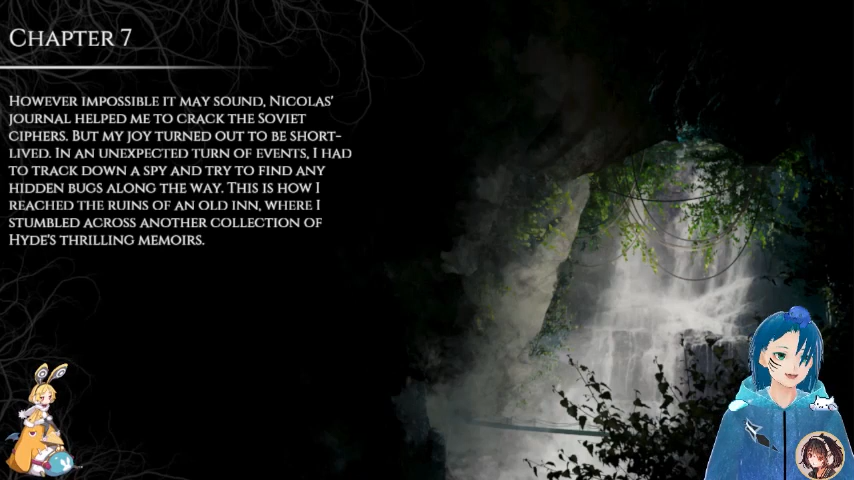 Chapter 7
However impossible it may sound, Nicolas'
journal helped me to crack the Soviet
ciphers. But my joy turned out to be short-
lived. In an unexpected turn of events, I had
to track down a spy and try to find any
hidden bugs along the way. This is how I
reached the ruins of an old inn, where I
stumbled across another collection of
Hyde's thrilling memoirs.